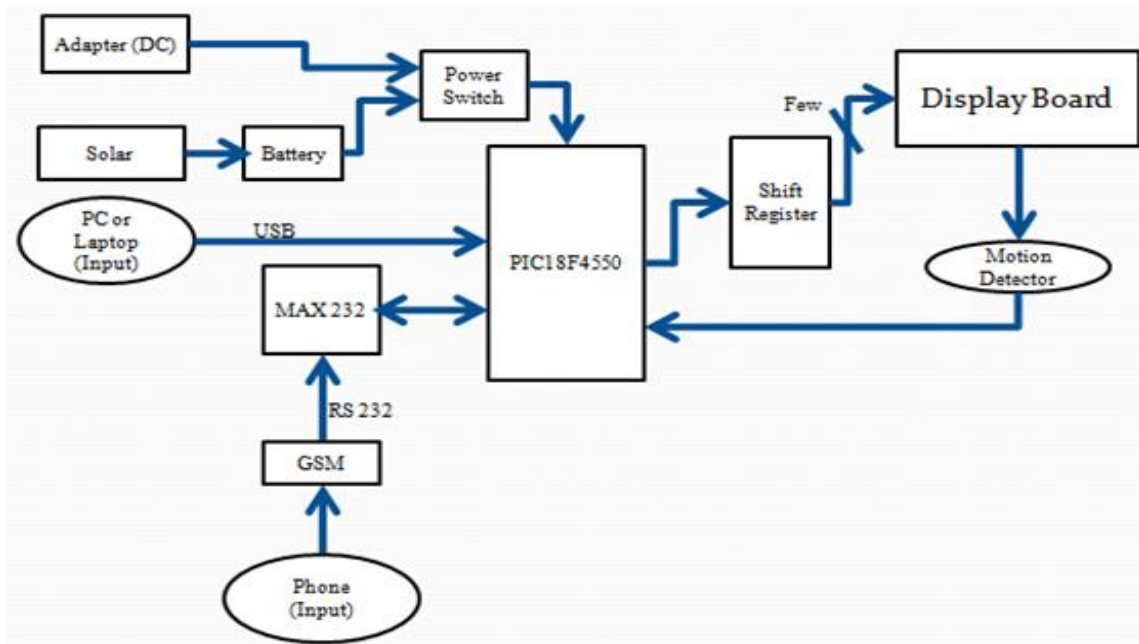 Adapter (DC)
Power
Switch
Few
Display Board
Solar
Battery
Shift
Register
PC or
Laptop
(Input)
USB
PIC18F4550
Motion
Detector
MAX 232
RS 232
GSM
Phone
(Input)